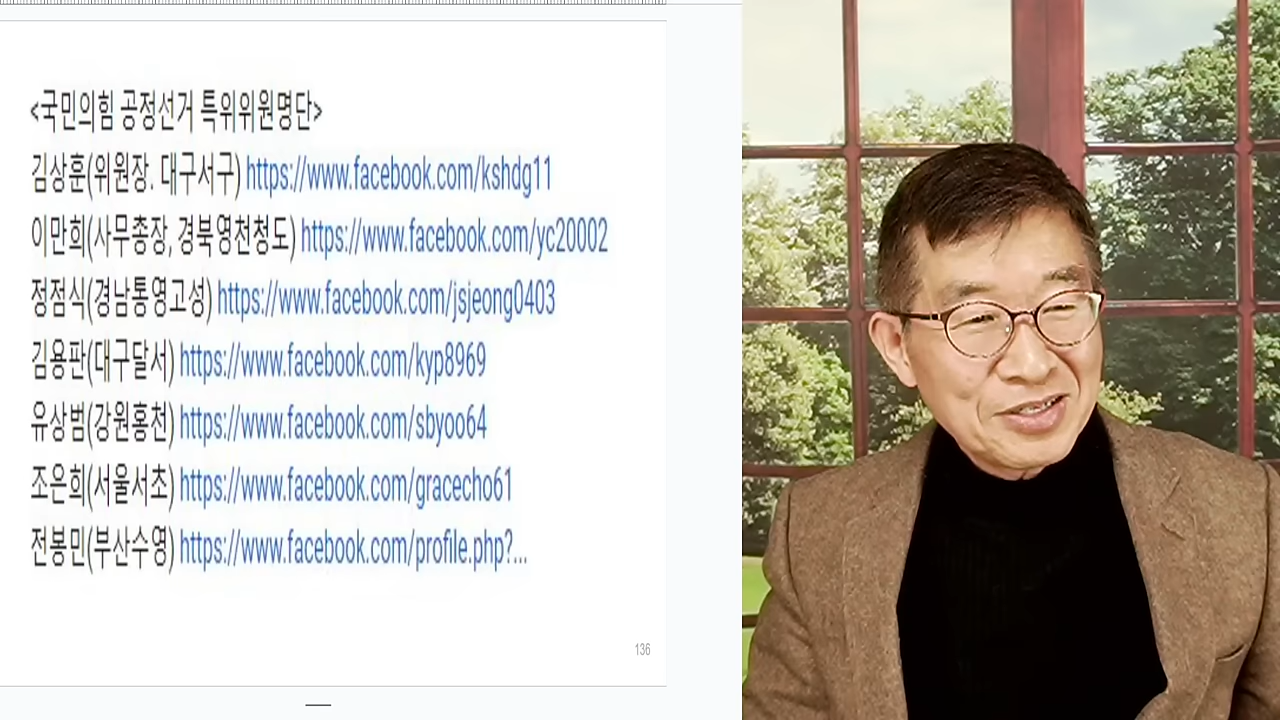 <국민의힘 공정선거 특위위원명단>
김상훈(위원장. 대구서구) https://www.facebook.com/kshdg11
이만희(사무총장, 경북영천청도) https://www.facebook.com/yc20002
정점식(경남통영고성) https://www.facebook.com/jsjeong0403
김용판(대구달서) https://www.facebook.com/kyp8969
유상범(강원홍천) https://www.facebook.com/sbyoo64
조은희(서울서초) https://www.facebook.com/gracecho61
전봉민(부산수영) https://www.facebook.com/profile.php?...
136